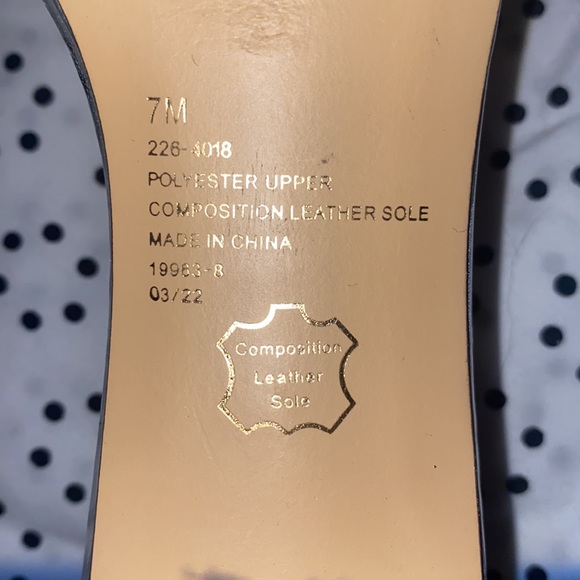 7M
226-4018
POLYESTER UPPER
COMPOSITION LEATHER SOLE
MADE IN CHINA
19963-8
03/22
Composition
Leather
Sole